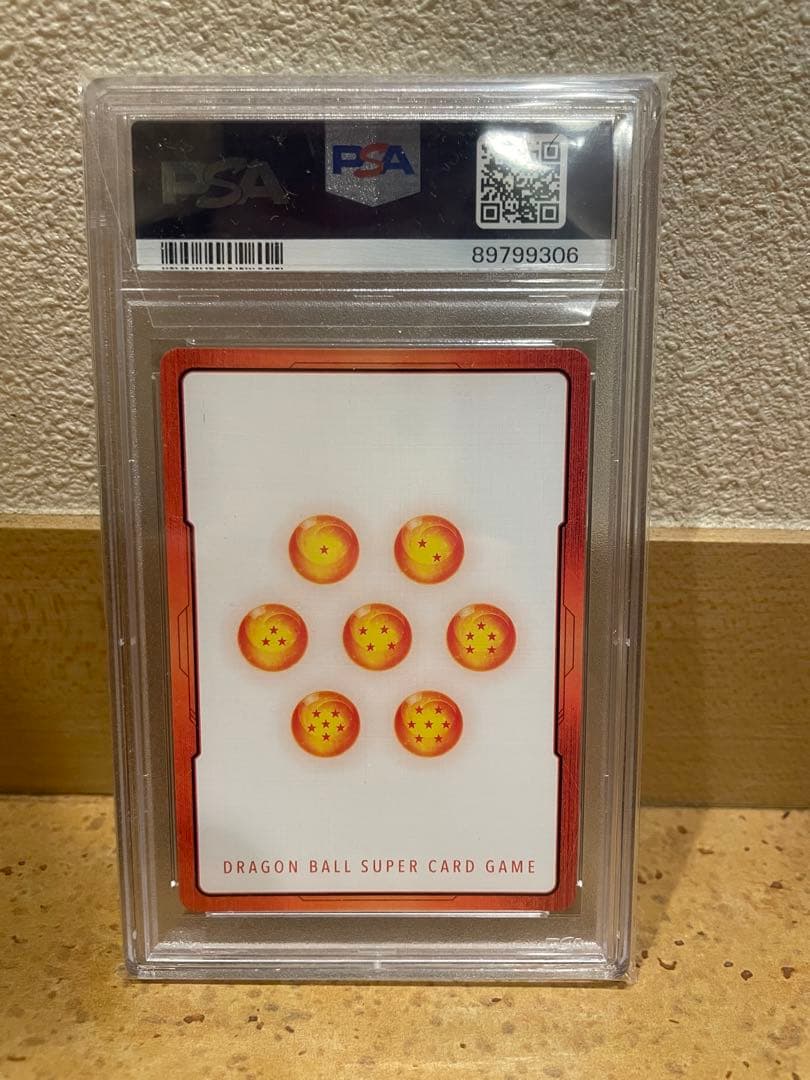 PSA PSA
89799306
DRAGON BALL SUPER CARD GAME